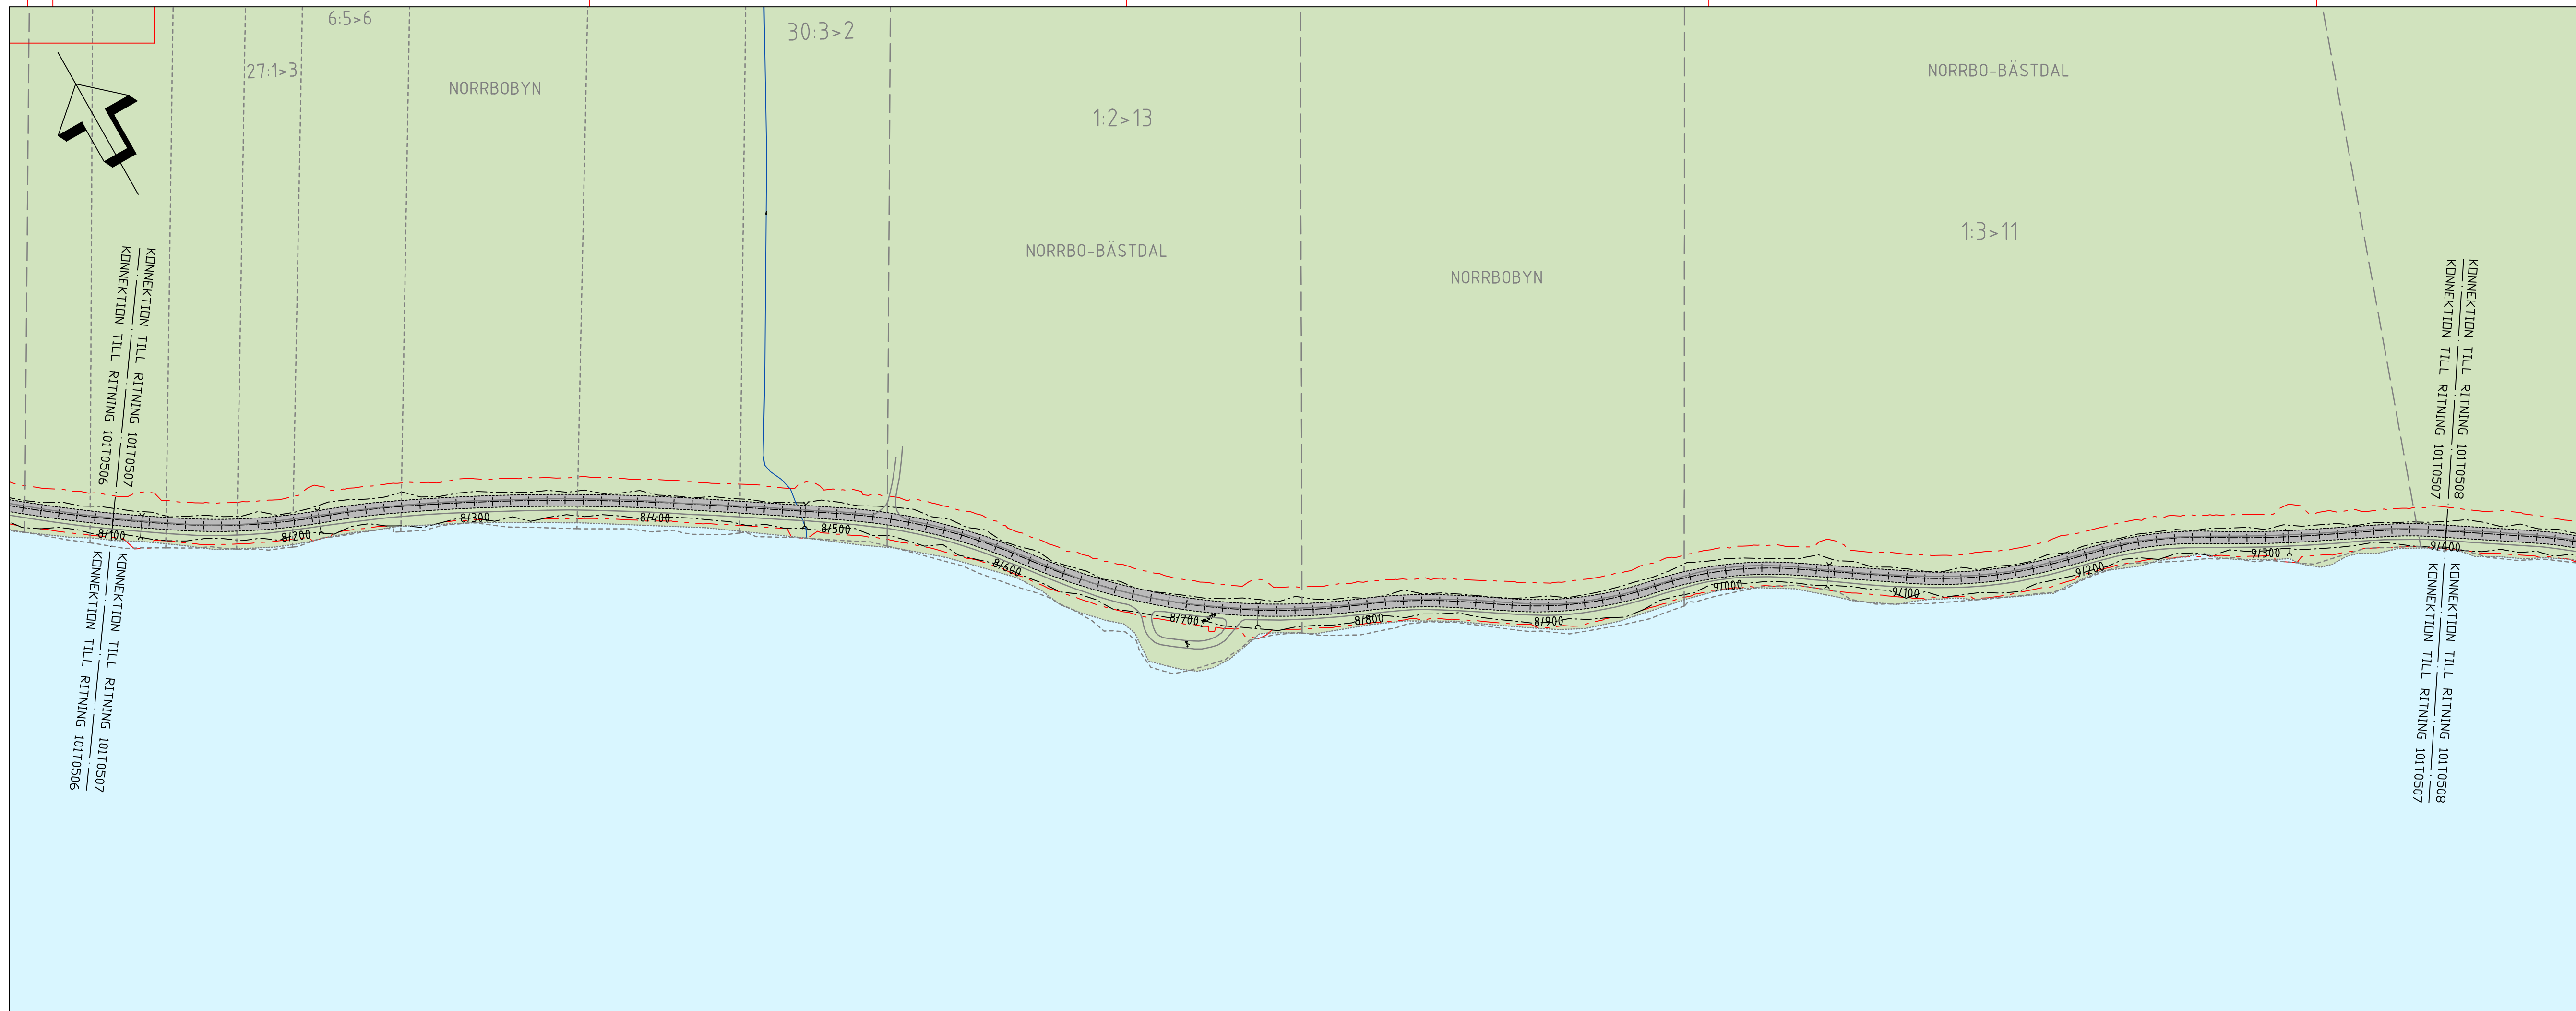 6:5>6
30:3>2
27:1>3
NORRBOBYN
NORRBO-BÄSTDAL
1:2>13
1:3>11
NORRBO-BÄSTDAL
NORRBOBYN
KONNEKTION TILL RITNING 101T0507
KONNEKTION TILL RITNING 101T0506
KONNEKTION TILL RITNING 101T0508
KONNEKTION TILL RITNING 101T0507
8/100
8/200
8/300
8/400
8/500
8/600
8/700
8/800
8/900
9/000
9/100
9/200
9/300
9/400
KONNEKTION TILL RITNING 101T0507
KONNEKTION TILL RITNING 101T0506
KONNEKTION TILL RITNING 101T0508
KONNEKTION TILL RITNING 101T0507